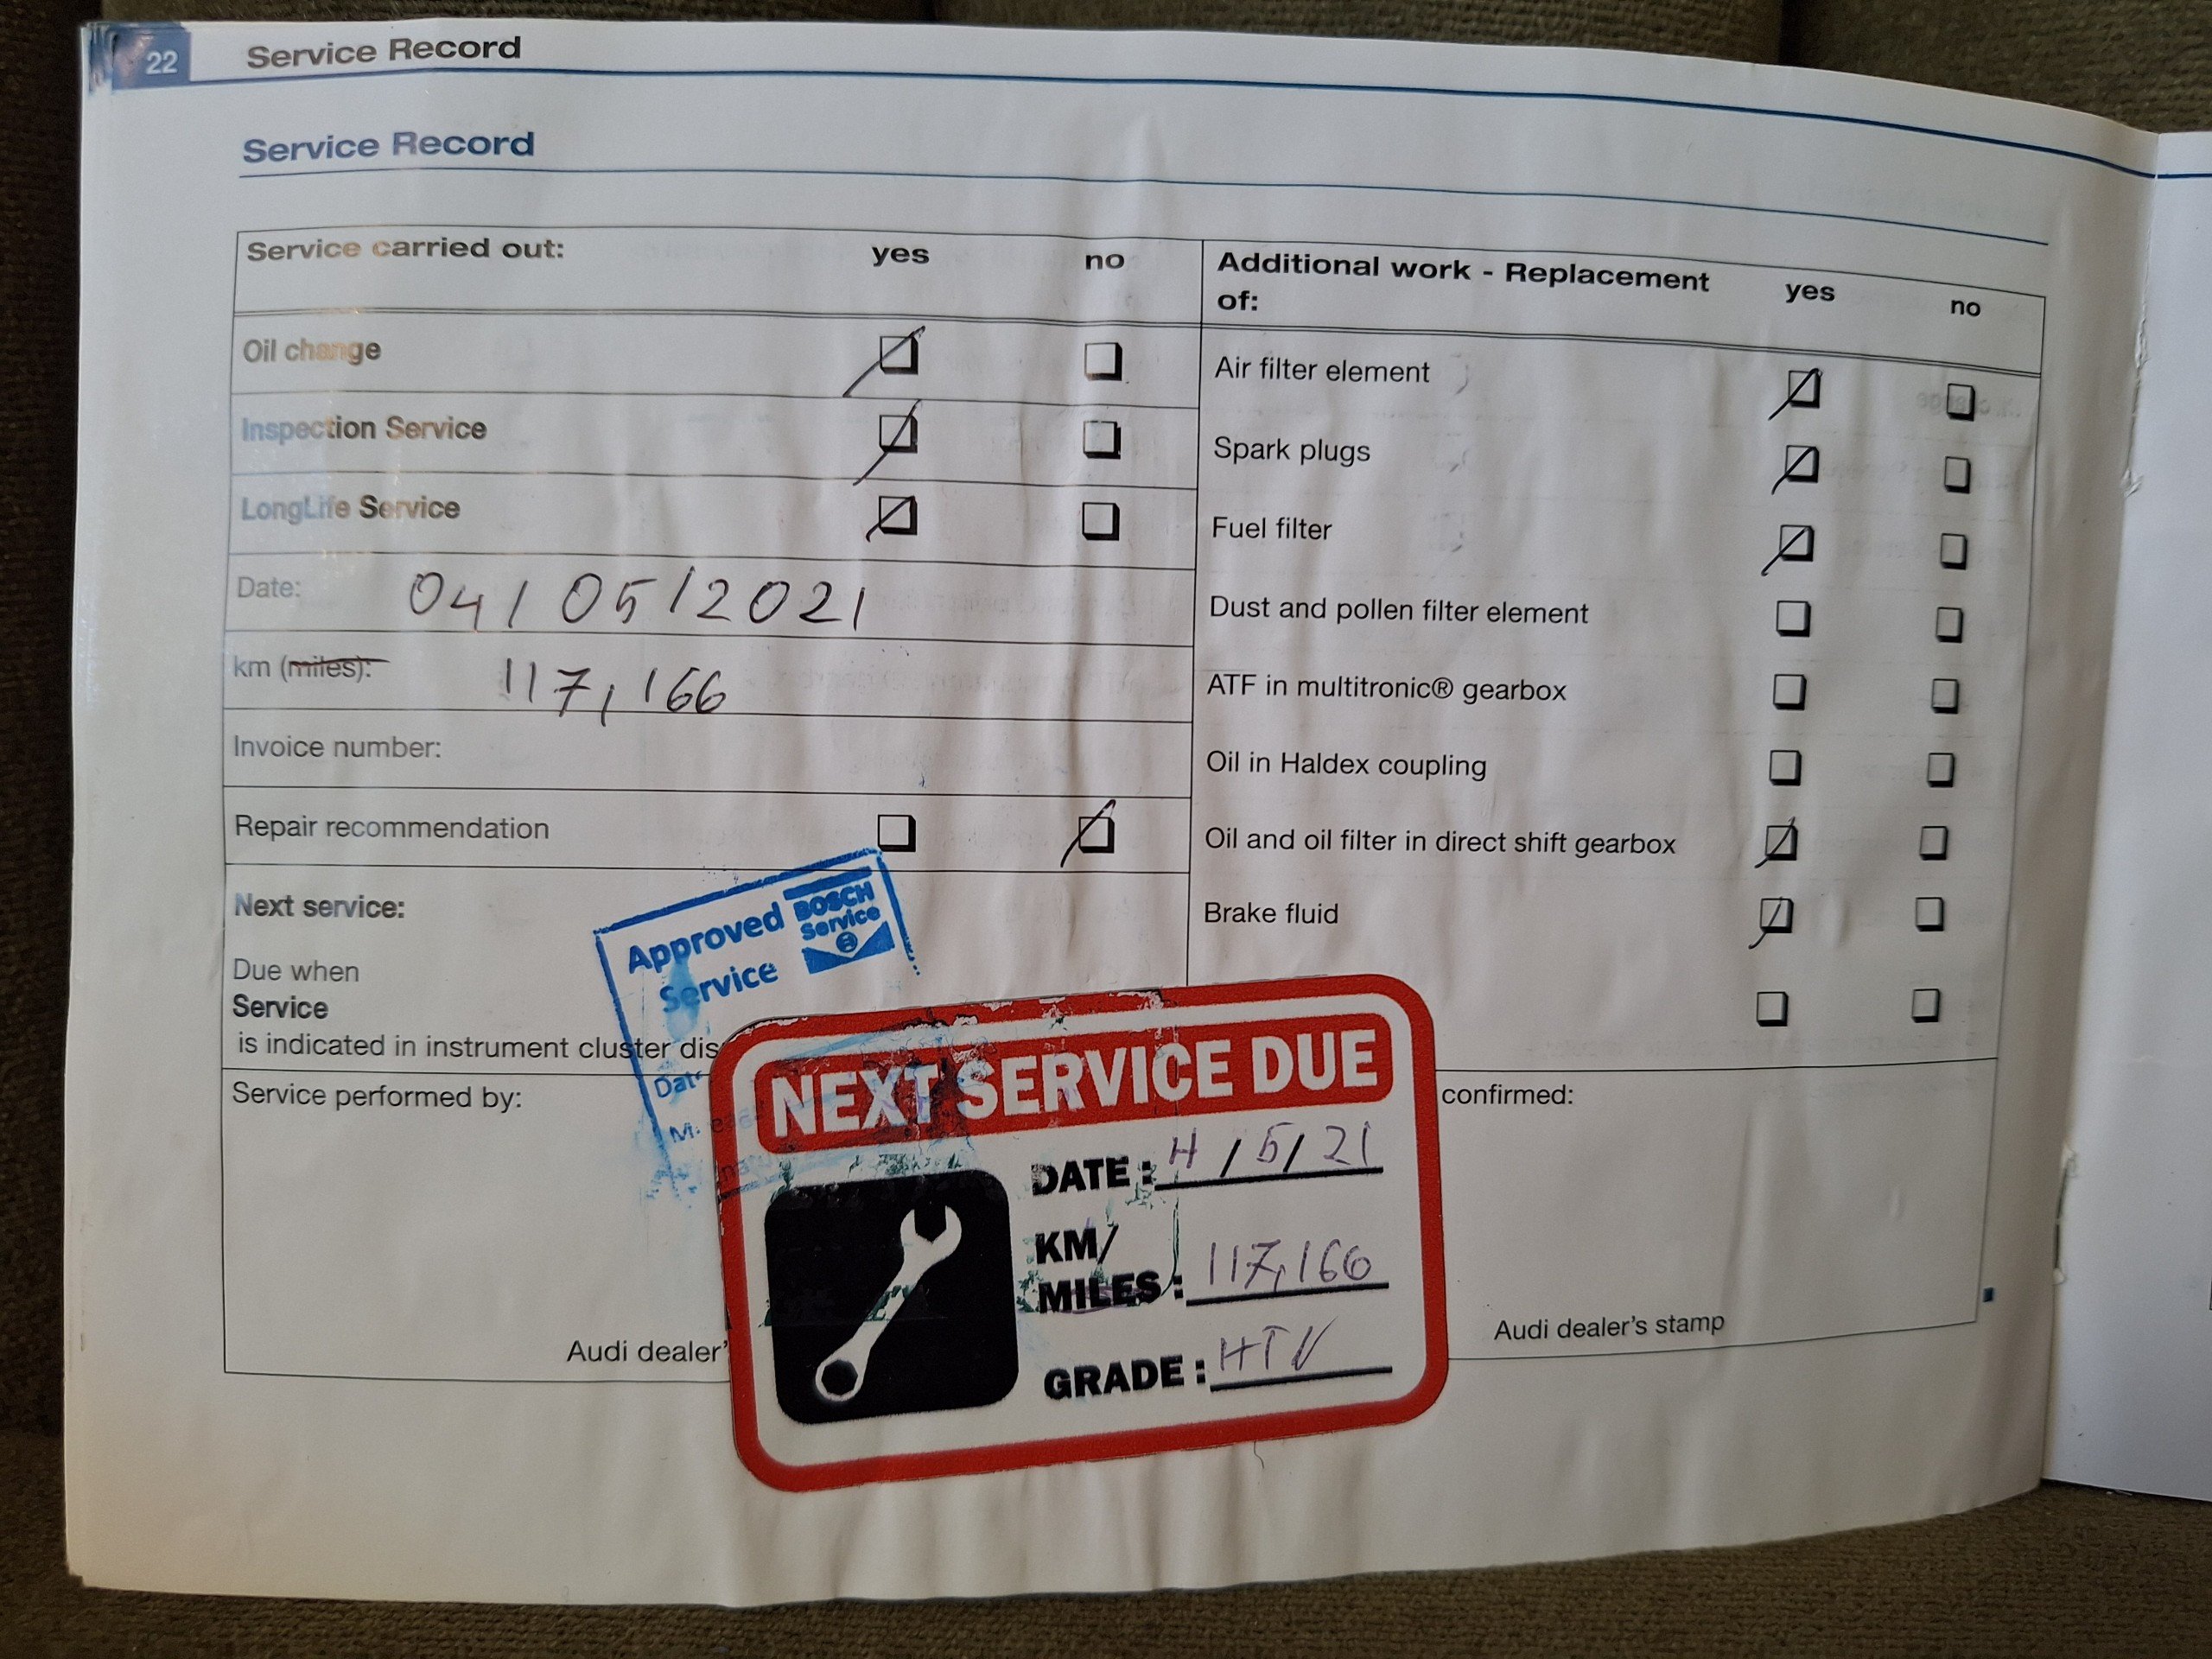 22 Service Record
Service Record
Service carried out: yes no
Oil change
Inspection Service
LongLife Service
Date: 04/05/2021
km (miles): 117,166
Invoice number:
Repair recommendation
Next service:
Due when
Service
is indicated in instrument cluster dis
Service performed by:
Audi dealer'
Additional work - Replacement of: yes no
Air filter element
Spark plugs
Fuel filter
Dust and pollen filter element
ATF in multitronic® gearbox
Oil in Haldex coupling
Oil and oil filter in direct shift gearbox
Brake fluid
confirmed:
Audi dealer's stamp
Approved
Service
BOSCH
Service
Dat
NEXT SERVICE DUE
DATE: 4/5/21
KM/
MILES: 117,166
GRADE: